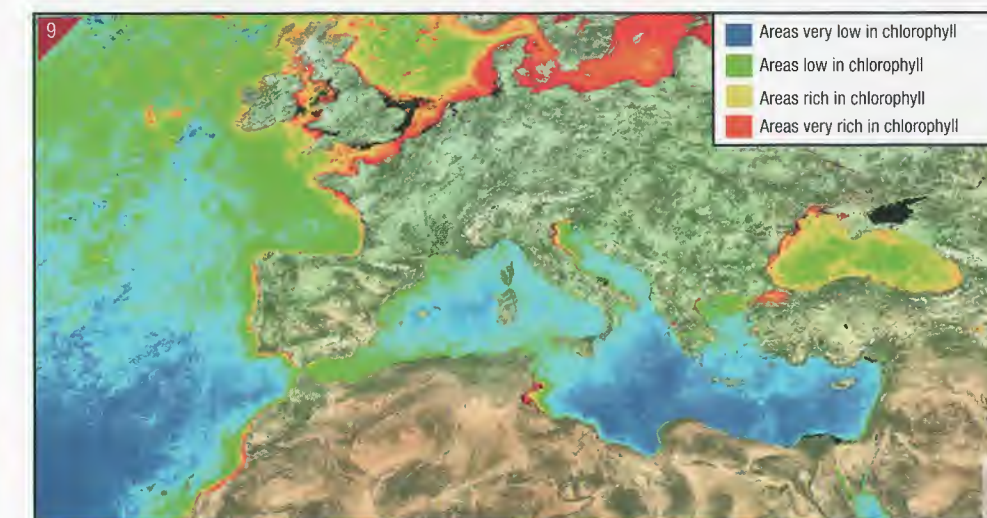 9
Areas very low in chlorophyll
Areas low in chlorophyll
Areas rich in chlorophyll
Areas very rich in chlorophyll